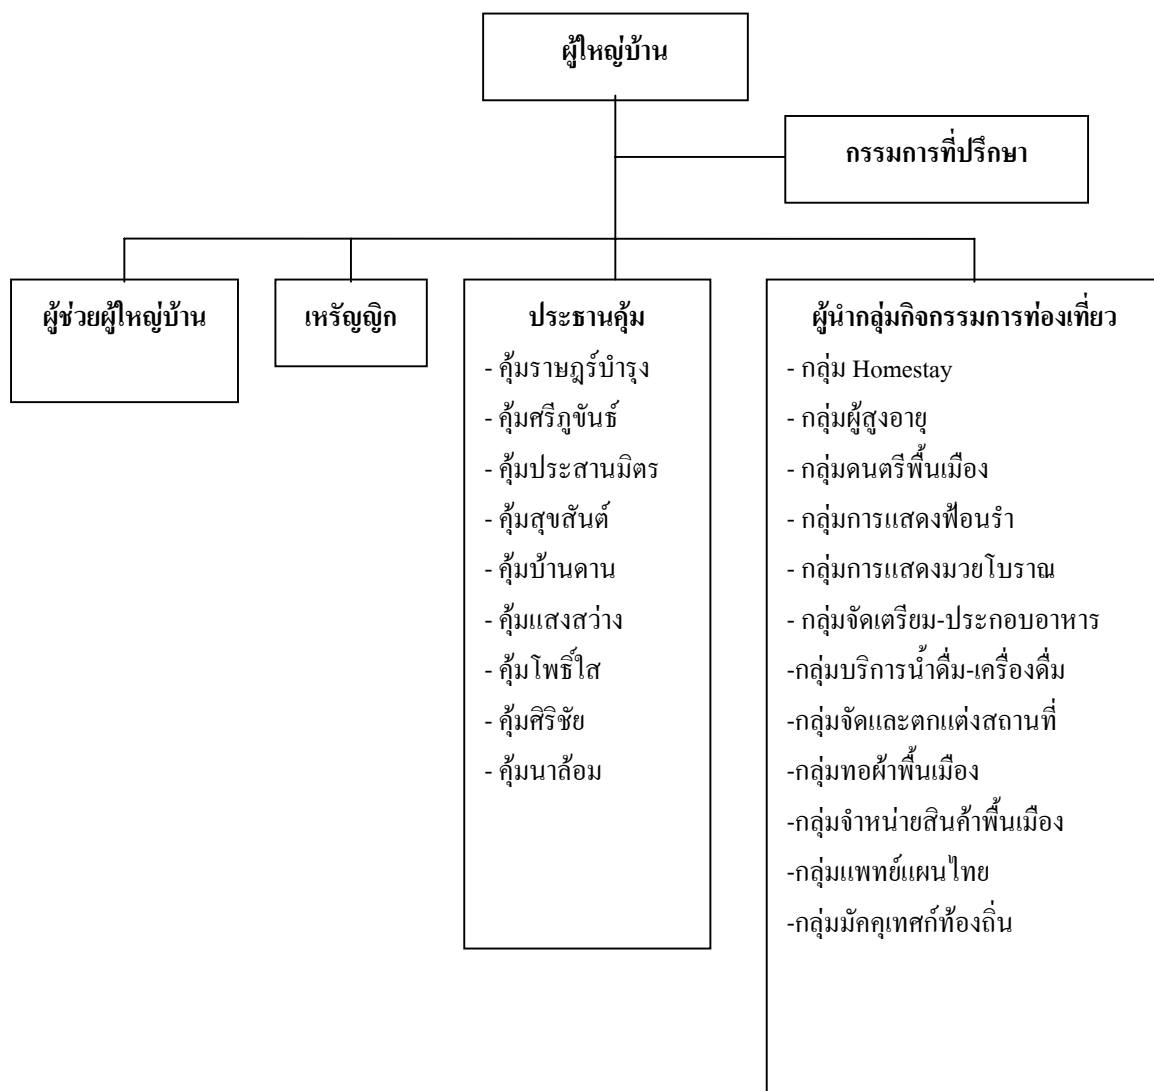 ผู้ใหญ่บ้าน
กรรมการที่ปรึกษา
ผู้ช่วยผู้ใหญ่บ้าน
เหรัญญิก
ประธานคุ้ม
- คุ้มราษฎร์บำรุง
- คุ้มศรีภูขันธ์
- คุ้มประสานมิตร
- คุ้มสุขสันต์
- คุ้มบ้านดาน
- คุ้มแสงสว่าง
- คุ้มโพธิ์ใส
- คุ้มศิริชัย
- คุ้มนาล้อม
ผู้นำกลุ่มกิจกรรมการท่องเที่ยว
- กลุ่ม Homestay
- กลุ่มผู้สูงอายุ
- กลุ่มดนตรีพื้นเมือง
- กลุ่มการแสดงฟ้อนรำ
- กลุ่มการแสดงมวยโบราณ
- กลุ่มจัดเตรียม-ประกอบอาหาร
-กลุ่มบริการน้ำดื่ม-เครื่องดื่ม
-กลุ่มจัดและตกแต่งสถานที่
-กลุ่มทอผ้าพื้นเมือง
-กลุ่มจำหน่ายสินค้าพื้นเมือง
-กลุ่มแพทย์แผนไทย
-กลุ่มมัคคุเทศก์ท้องถิ่น